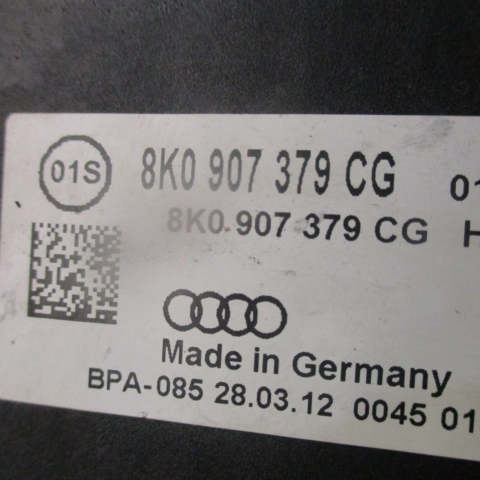 01S 8K0 907 379 CG 01
8K0.907 379 CG H
Made in Germany
BPA-085 28.03.12 0045 01